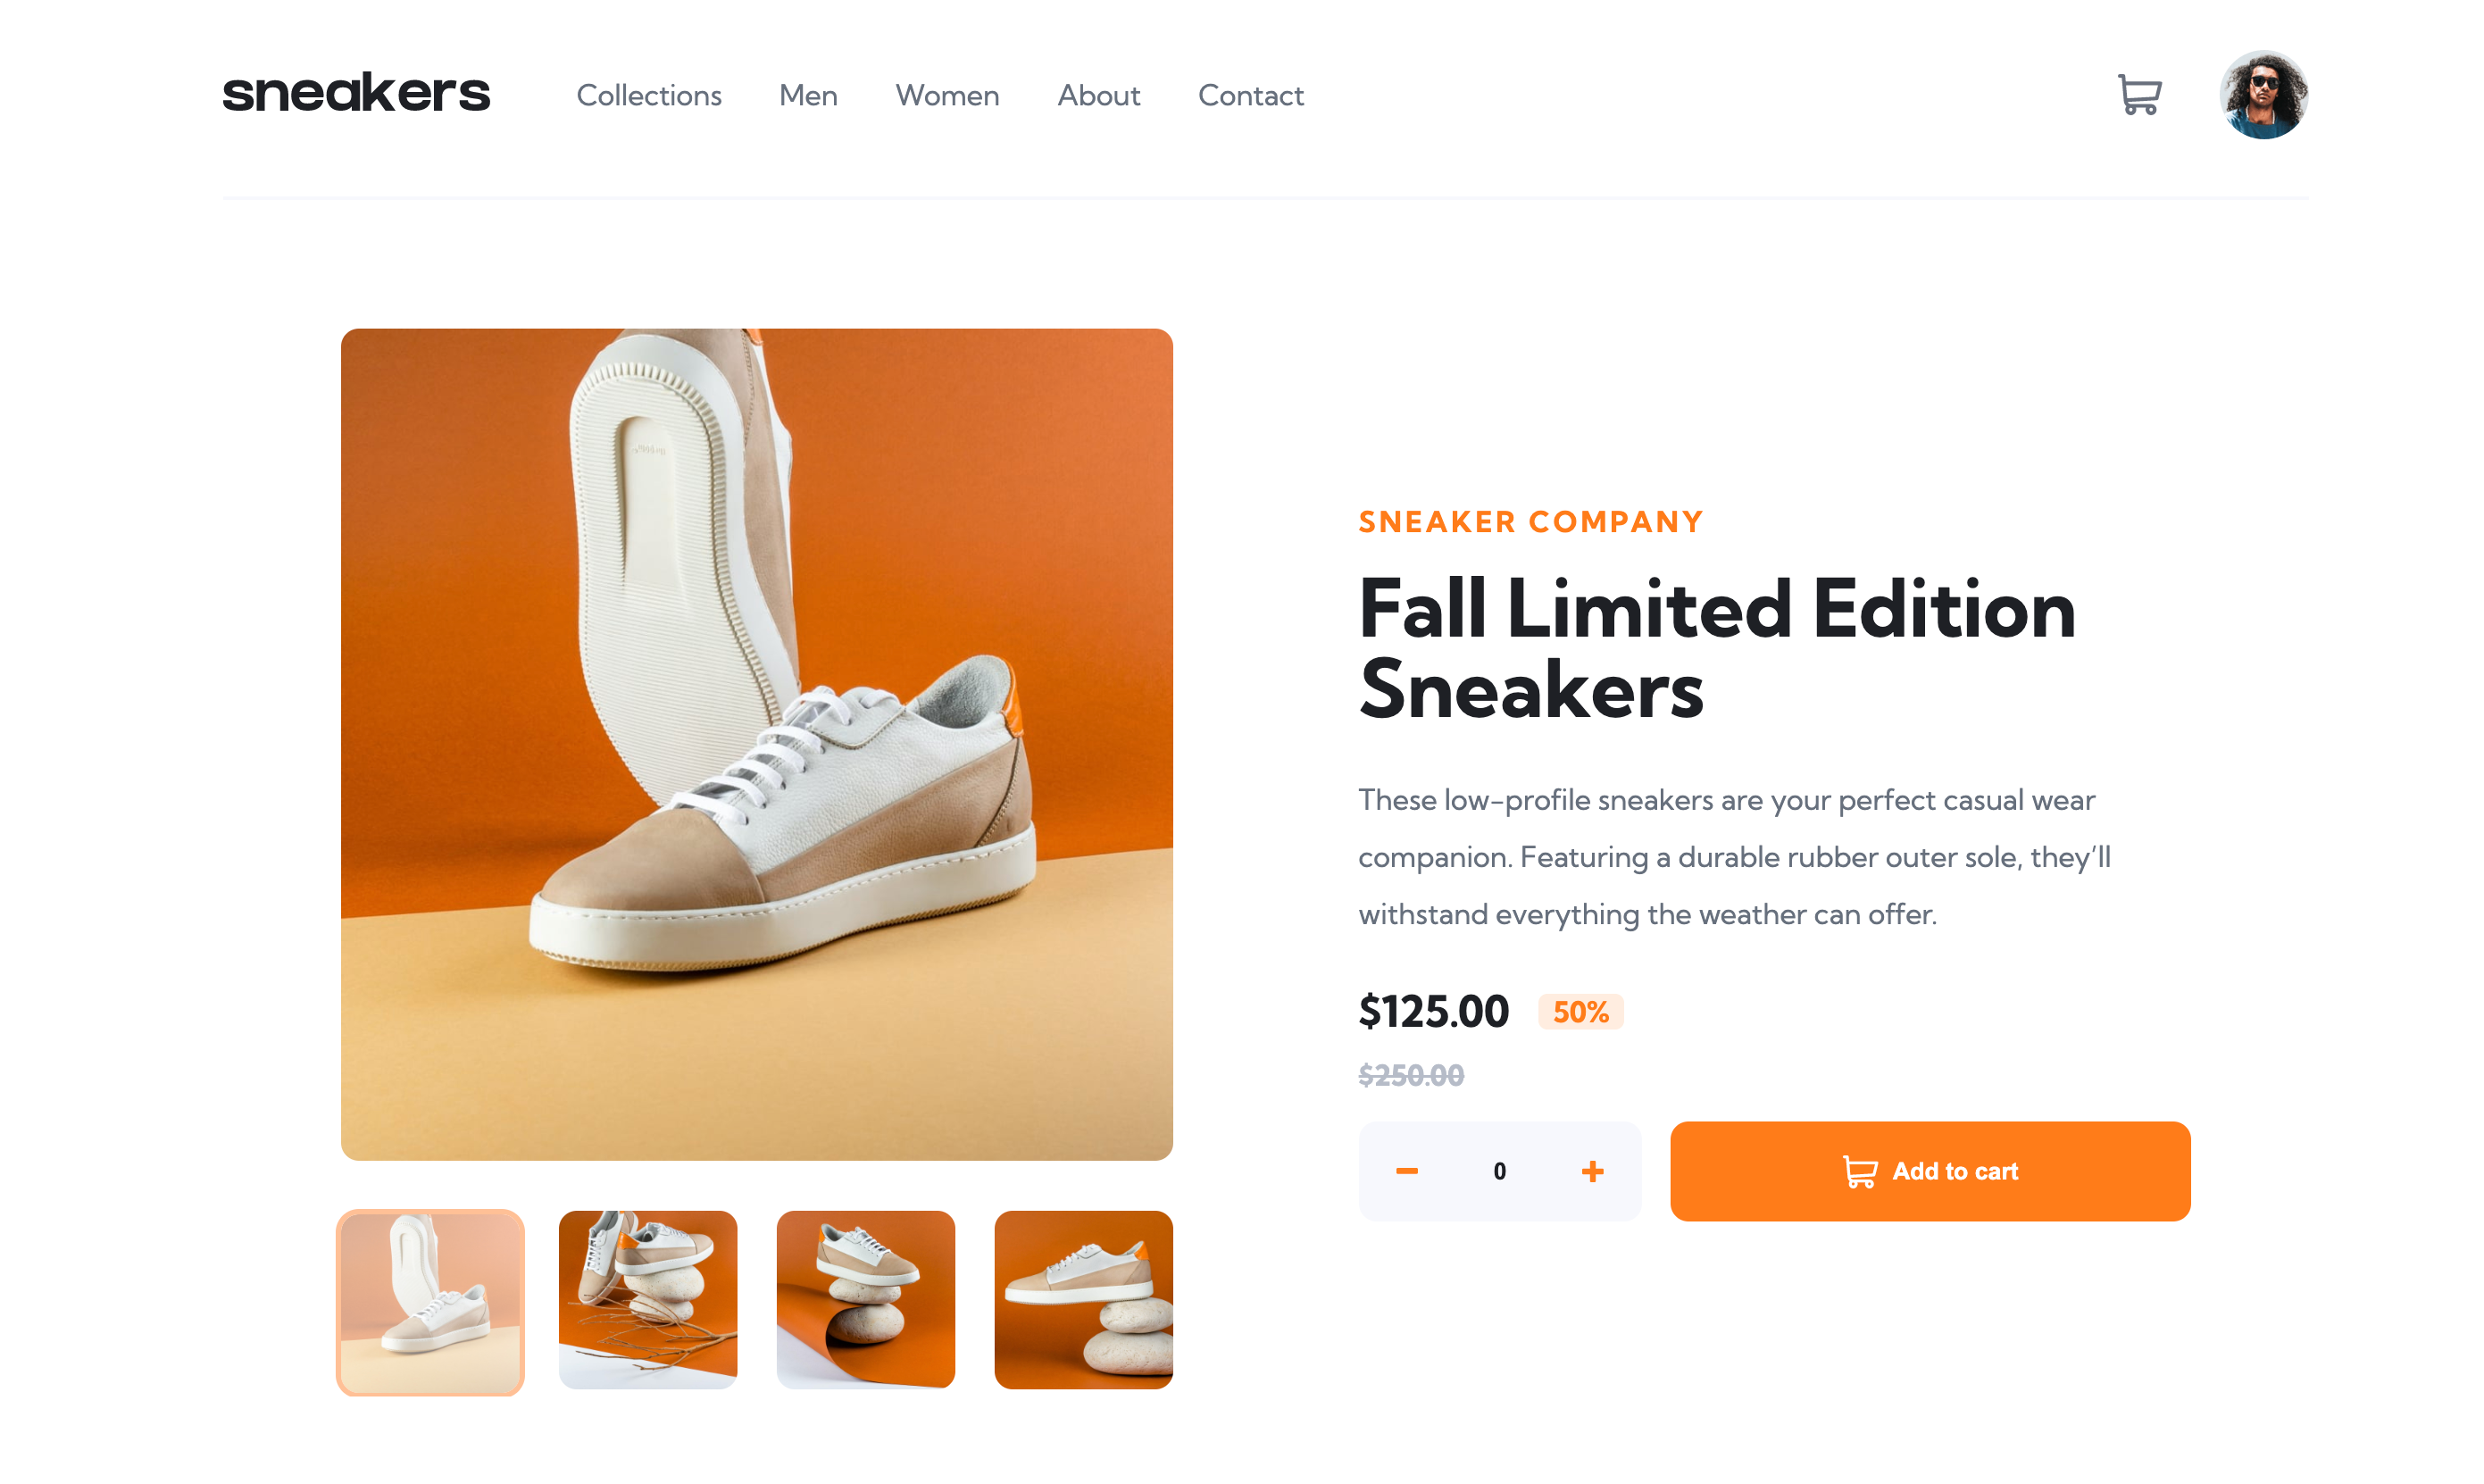 sneakers
Collections Men Women About Contact
SNEAKER COMPANY
Fall Limited Edition
Sneakers
These low-profile sneakers are your perfect casual wear
companion. Featuring a durable rubber outer sole, they’ll
withstand everything the weather can offer.
$125.00 50%
$250.00
− 0 + Add to cart